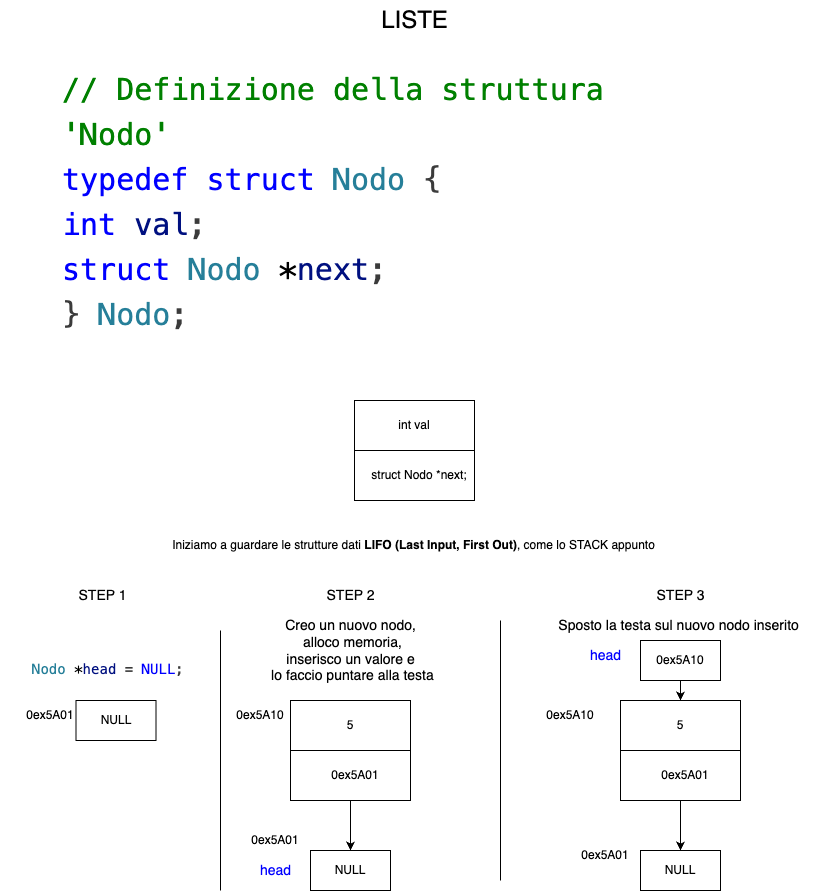 LISTE
// Definizione della struttura
'Nodo'
typedef struct Nodo {
int val;
struct Nodo *next;
} Nodo;
int val
struct Nodo *next;
Iniziamo a guardare le strutture dati LIFO (Last Input, First Out), come lo STACK appunto
STEP 1
Nodo *head = NULL;
0ex5A01
NULL
STEP 2
Creo un nuovo nodo,
alloco memoria,
inserisco un valore e
lo faccio puntare alla testa
0ex5A10
5
0ex5A01
0ex5A01
head
NULL
STEP 3
Sposto la testa sul nuovo nodo inserito
head
0ex5A10
0ex5A10
5
0ex5A01
0ex5A01
NULL